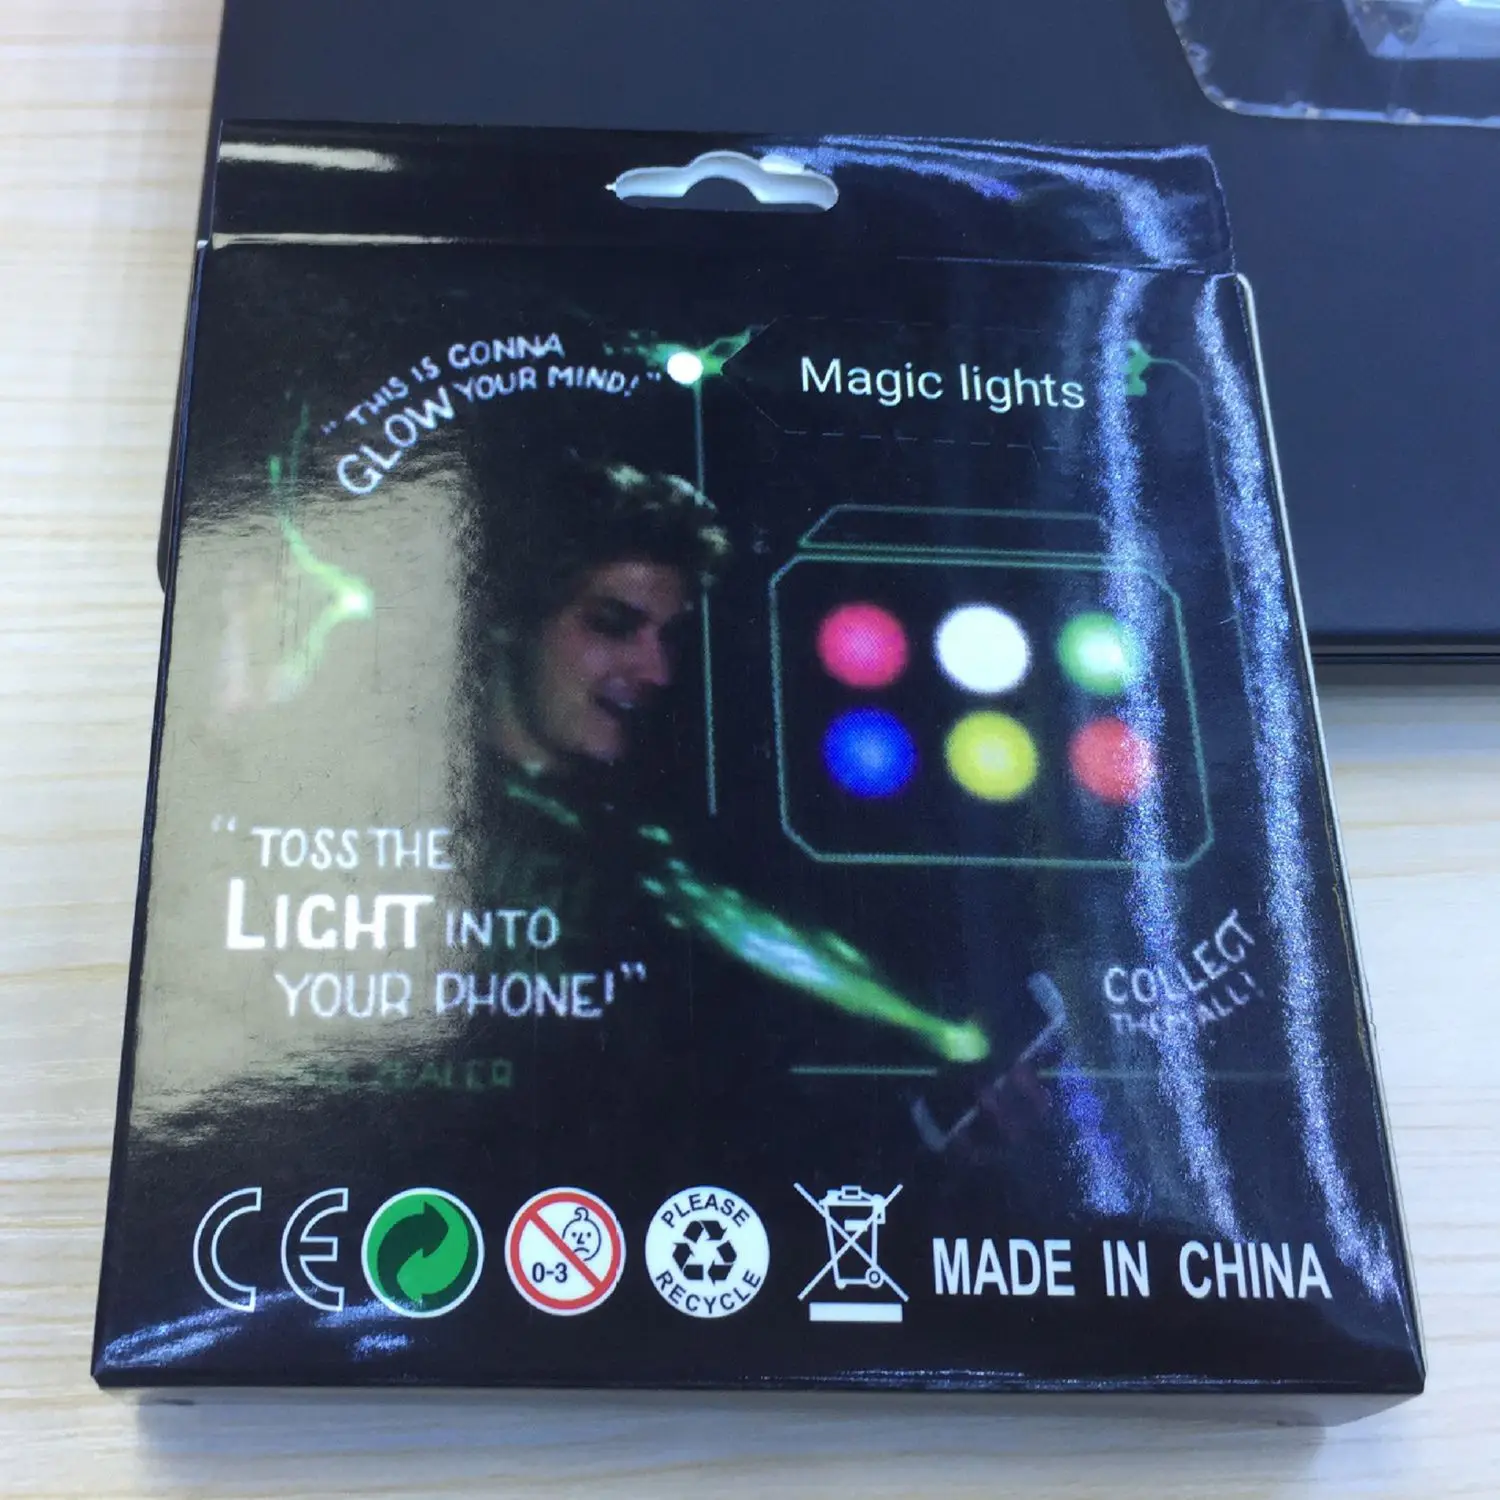 "THIS IS GONNA
GLOW YOUR MIND!"
Magic lights
"TOSS THE
LIGHT INTO
YOUR PHONE!"
COLLECT
THEM ALL!
CE
0-3
PLEASE
RECYCLE
MADE IN CHINA